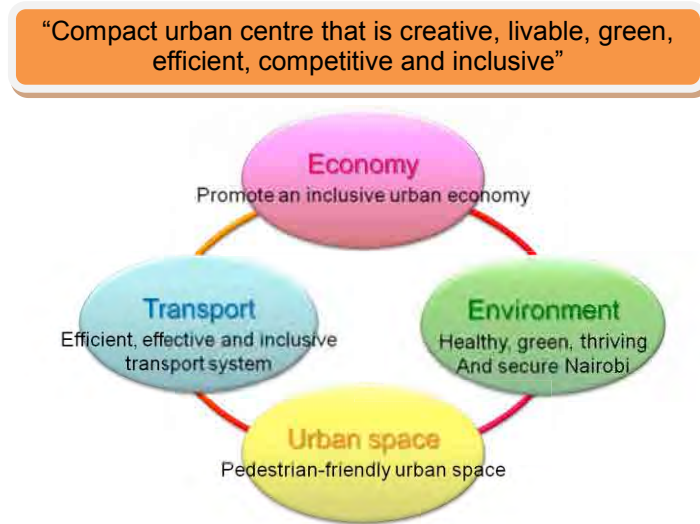 “Compact urban centre that is creative, livable, green,
efficient, competitive and inclusive”
Economy
Promote an inclusive urban economy
Transport
Efficient, effective and inclusive
transport system
Environment
Healthy, green, thriving
And secure Nairobi
Urban space
Pedestrian-friendly urban space